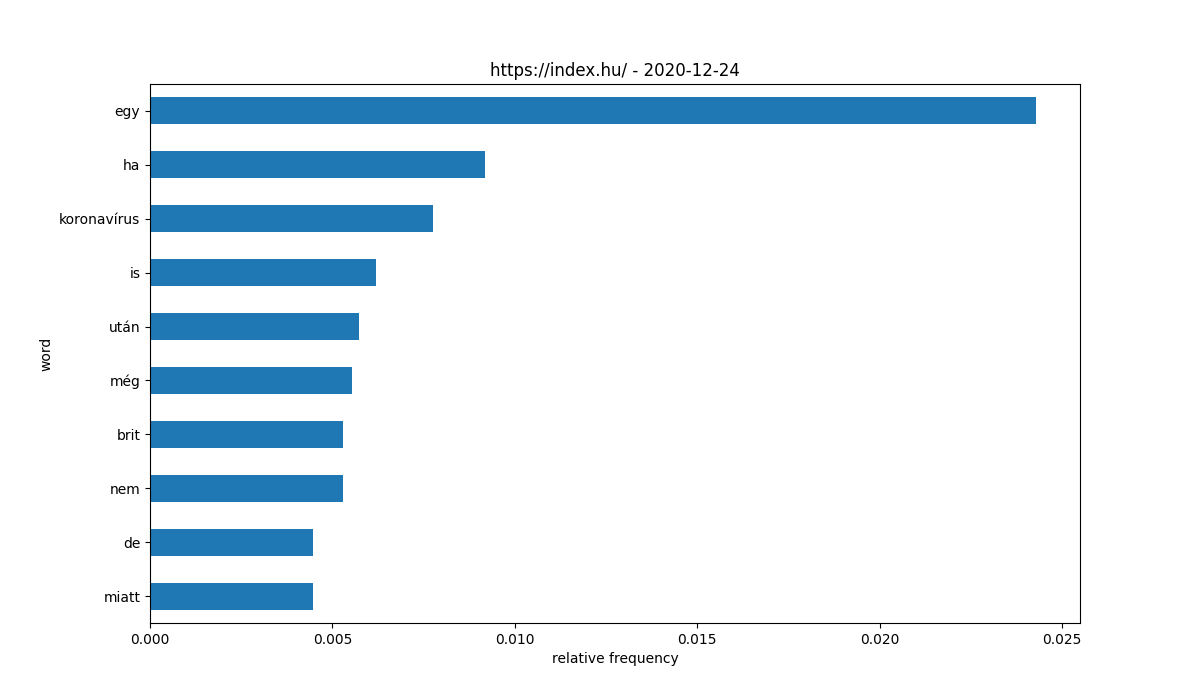 https://index.hu/ - 2020-12-24
egy
ha
koronavírus
is
után
még
brit
nem
de
miatt
word
0.000 0.005 0.010 0.015 0.020 0.025
relative frequency